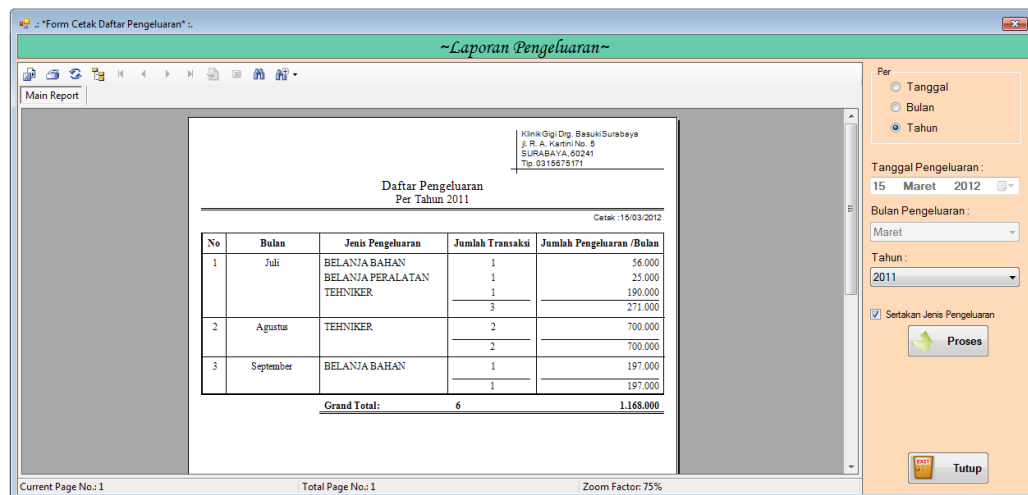 .: *Form Cetak Daftar Pengeluaran* :.
~Laporan Pengeluaran~
Main Report
Klinik Gigi Drg. Basuki Surabaya
jl. R. A. Kartini No. 5
SURABAYA, 60241
Tlp. 0315675171
Daftar Pengeluaran
Per Tahun 2011
Cetak : 15/03/2012
No Bulan Jenis Pengeluaran Jumlah Transaksi Jumlah Pengeluaran /Bulan
1 Juli BELANJA BAHAN 1 56.000
BELANJA PERALATAN 1 25.000
TEHNIKER 1 190.000
3 271.000
2 Agustus TEHNIKER 2 700.000
2 700.000
3 September BELANJA BAHAN 1 197.000
1 197.000
Grand Total: 6 1.168.000
Current Page No.: 1 Total Page No.: 1 Zoom Factor: 75%
Per
Tanggal
Bulan
Tahun
Tanggal Pengeluaran :
15 Maret 2012
Bulan Pengeluaran :
Maret
Tahun :
2011
Sertakan Jenis Pengeluaran
Proses
EXIT
Tutup